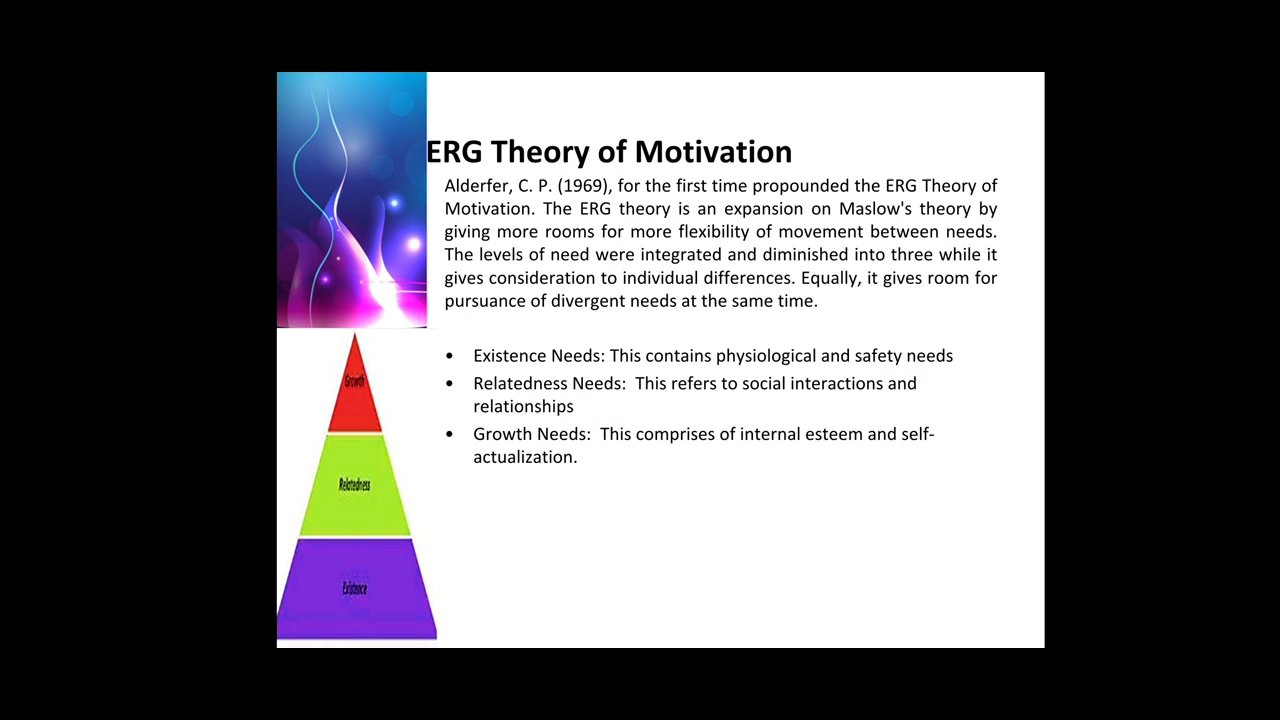 ERG Theory of Motivation
Alderfer, C. P. (1969), for the first time propounded the ERG Theory of
Motivation. The ERG theory is an expansion on Maslow's theory by
giving more rooms for more flexibility of movement between needs.
The levels of need were integrated and diminished into three while it
gives consideration to individual differences. Equally, it gives room for
pursuance of divergent needs at the same time.
• Existence Needs: This contains physiological and safety needs
• Relatedness Needs:  This refers to social interactions and
relationships
• Growth Needs:  This comprises of internal esteem and self-
actualization.
Growth
Relatedness
Existence